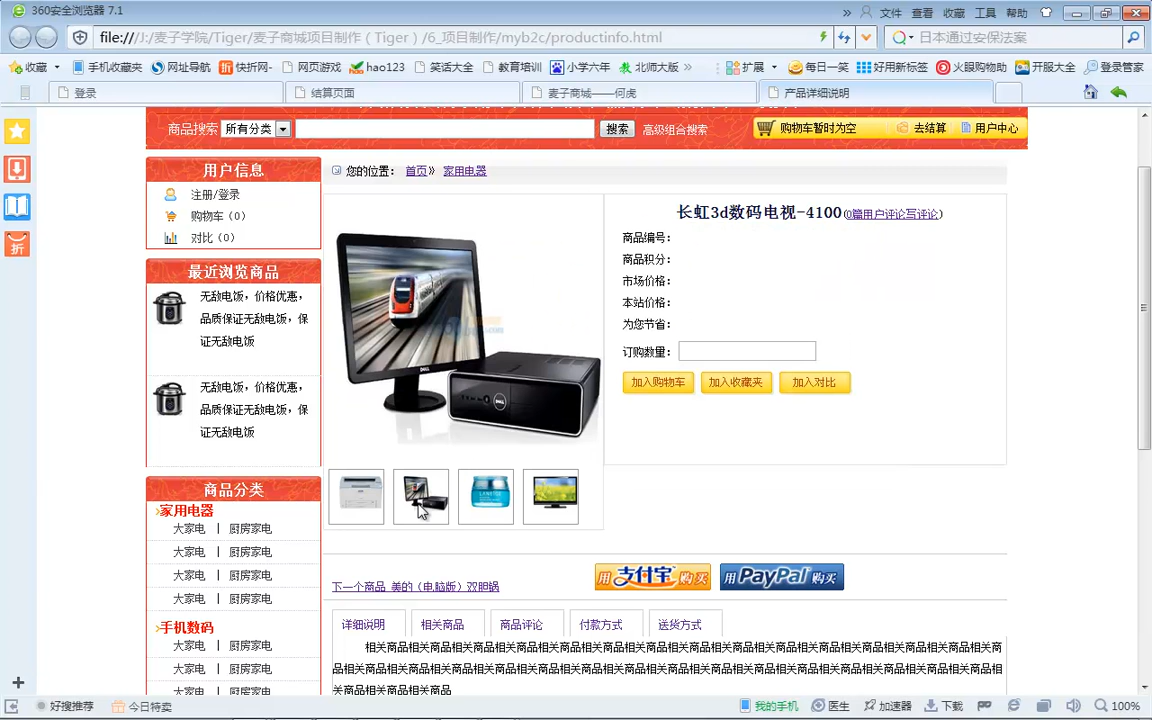 360安全浏览器 7.1
» 文件 查看 收藏 工具 帮助
file:///J:/麦子学院/Tiger/麦子商城项目制作（Tiger）/6_项目制作/myb2c/productinfo.html
日本通过安保法案
收藏 手机收藏夹 网址导航 快折网- 网页游戏 hao123 笑话大全 教育培训 小学六年 北师大版 » 扩展 每日一笑 好用新标签 火眼购物助 开服大全 登录管家
登录 结算页面 麦子商城——何虎 产品详细说明
商品搜索 所有分类 搜索 高级组合搜索 购物车暂时为空 去结算 用户中心
用户信息
注册/登录
购物车（0）
对比（0）
最近浏览商品
无敌电饭，价格优惠，
品质保证无敌电饭，保
证无敌电饭
无敌电饭，价格优惠，
品质保证无敌电饭，保
证无敌电饭
商品分类
›家用电器
大家电 | 厨房家电
大家电 | 厨房家电
大家电 | 厨房家电
大家电 | 厨房家电
›手机数码
大家电 | 厨房家电
大家电 | 厨房家电
大家电 | 厨房家电
您的位置： 首页» 家用电器
DELL
DELL
长虹3d数码电视-4100(0篇用户评论写评论)
商品编号：
商品积分：
市场价格：
本站价格：
为您节省：
订购数量：
加入购物车 加入收藏夹 加入对比
LANEIGE
下一个商品 美的（电脑版）双胆锅
用支付宝购买 用PayPal购买
详细说明 相关商品 商品评论 付款方式 送货方式
相关商品相关商品相关商品相关商品相关商品相关商品相关商品相关商品相关商品相关商品相关商品相关商
品相关商品相关商品相关商品相关商品相关商品相关商品相关商品相关商品相关商品相关商品相关商品相关商品相
关商品相关商品相关商品
折
好搜推荐 今日特卖 我的手机 医生 加速器 下载 100%